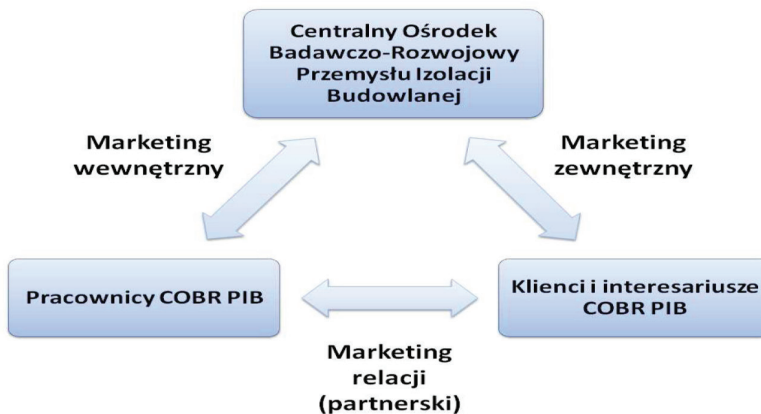 Centralny Ośrodek
Badawczo-Rozwojowy
Przemysłu Izolacji
Budowlanej
Marketing
wewnętrzny
Marketing
zewnętrzny
Pracownicy COBR PIB
Klienci i interesariusze
COBR PIB
Marketing
relacji
(partnerski)